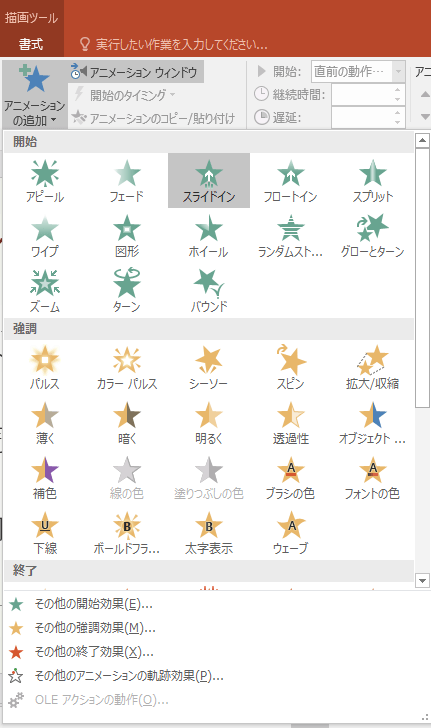 描画ツール
書式
実行したい作業を入力してください...
アニメーション
の追加
アニメーション ウィンドウ
開始のタイミング
アニメーションのコピー/貼り付け
開始: 直前の動作...
継続時間:
遅延:
アニ
開始
アピール フェード スライドイン フロートイン スプリット
ワイプ 図形 ホイール ランダムスト... グローとターン
ズーム ターン バウンド
強調
パルス カラー パルス シーソー スピン 拡大/収縮
薄く 暗く 明るく 透過性 オブジェクト ...
補色 線の色 塗りつぶしの色 ブラシの色 フォントの色
下線 ボールドフラ... 太字表示 ウェーブ
終了
その他の開始効果(E)...
その他の強調効果(M)...
その他の終了効果(X)...
その他のアニメーションの軌跡効果(P)...
OLE アクションの動作(O)...